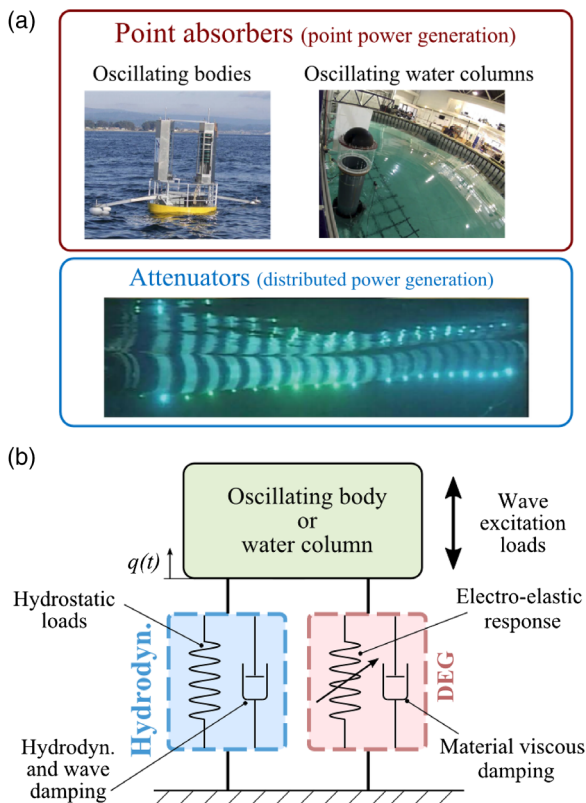 (a)
Point absorbers (point power generation)
Oscillating bodies
Oscillating water columns
Attenuators (distributed power generation)
(b)
Oscillating body
or
water column
Wave
excitation
loads
q(t)
Hydrostatic
loads
Electro-elastic
response
Hydrodyn.
DEG
Hydrodyn.
and wave
damping
Material viscous
damping